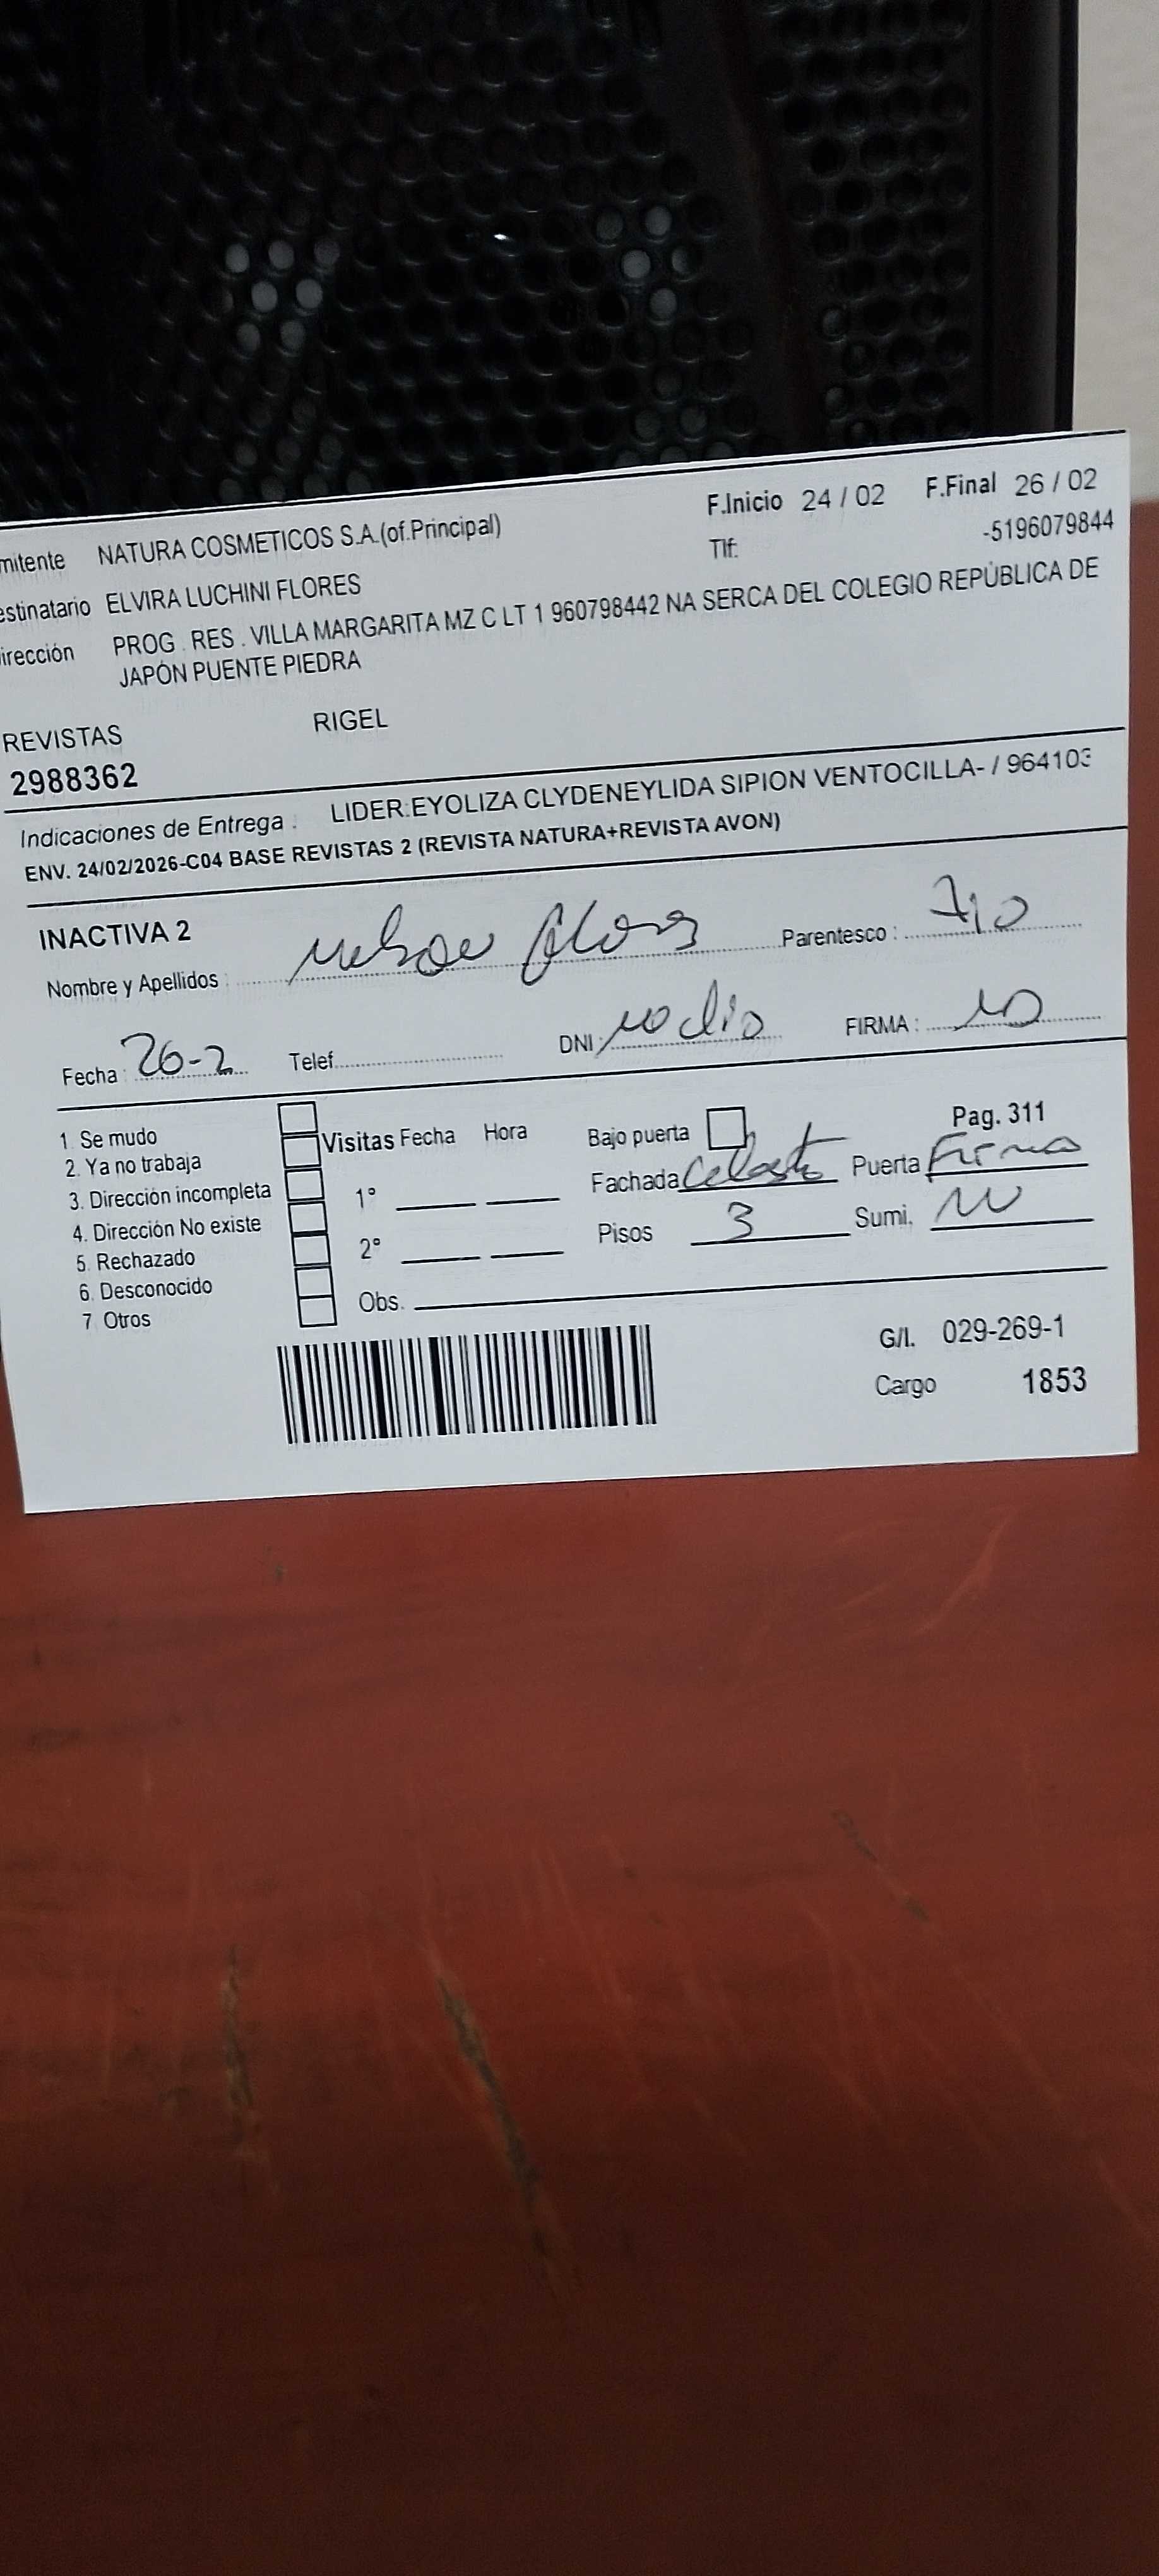 mitente NATURA COSMETICOS S.A.(of.Principal) F.Inicio 24 / 02 F.Final 26 / 02
estinatario ELVIRA LUCHINI FLORES Tlf: -5196079844
irección PROG . RES . VILLA MARGARITA MZ C LT 1 960798442 NA SERCA DEL COLEGIO REPÚBLICA DE
JAPÓN PUENTE PIEDRA
REVISTAS RIGEL
2988362
Indicaciones de Entrega : LIDER:EYOLIZA CLYDENEYLIDA SIPION VENTOCILLA- / 964103
ENV. 24/02/2026-C04 BASE REVISTAS 2 (REVISTA NATURA+REVISTA AVON)
INACTIVA 2
Nombre y Apellidos : Parentesco :
Fecha : 26-2 Telef. DNI: no dio FIRMA : no
1. Se mudo
2. Ya no trabaja
3. Dirección incompleta
4. Dirección No existe
5. Rechazado
6. Desconocido
7. Otros
Visitas Fecha Hora
1°
2°
Obs.
Bajo puerta Pag. 311
Fachada Celeste Puerta
Pisos 3 Sumi.
G/I. 029-269-1
Cargo 1853